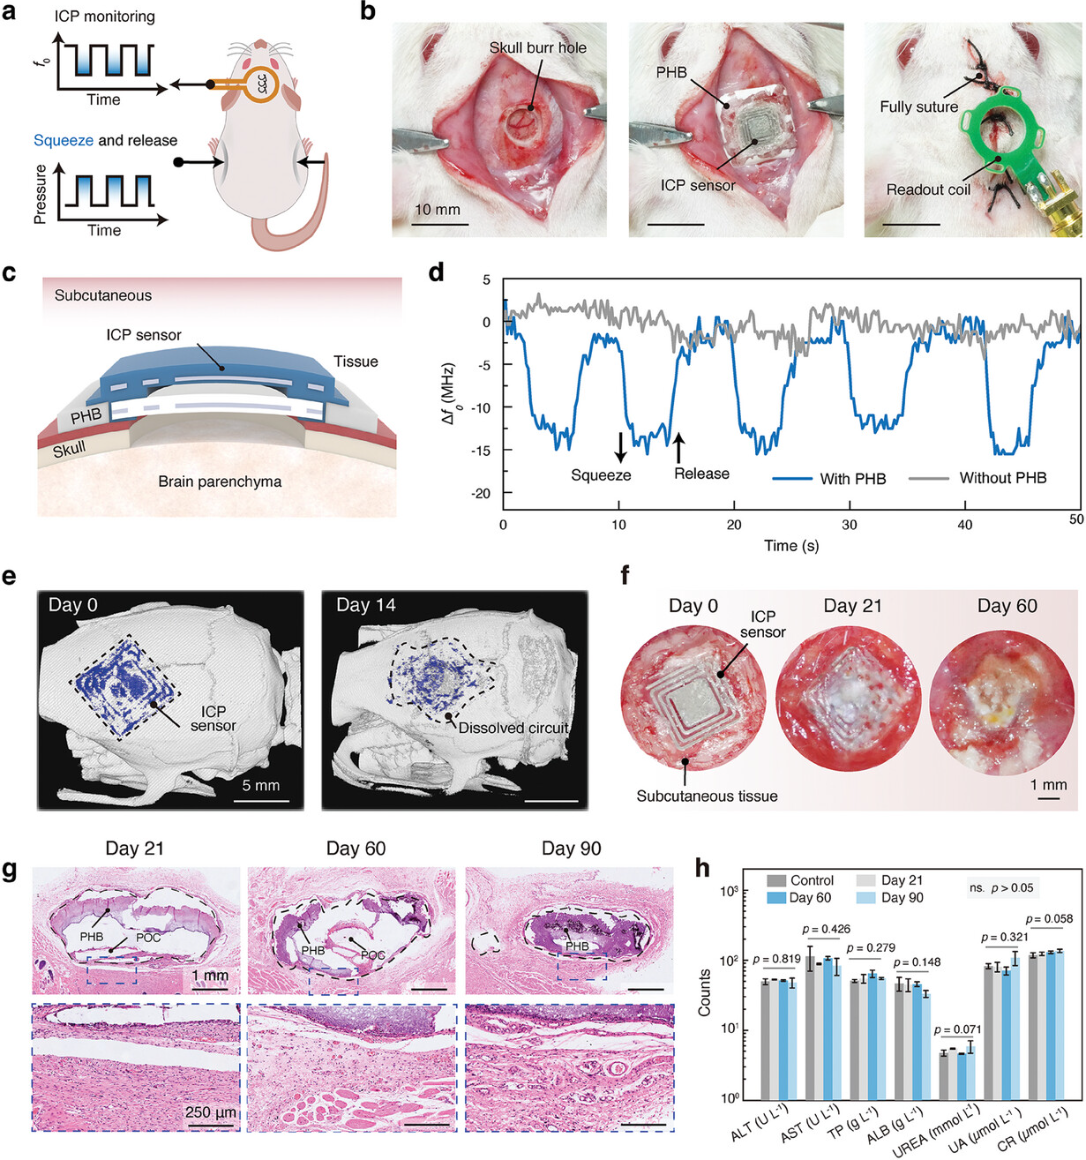 a
ICP monitoring
f₀
Time
Squeeze and release
Pressure
Time
b
Skull burr hole
10 mm
PHB
ICP sensor
Fully suture
Readout coil
c
Subcutaneous
ICP sensor
Tissue
PHB
Skull
Brain parenchyma
d
5
0
-5
-10
-15
-20
Δf₀ (MHz)
Squeeze
Release
With PHB
Without PHB
0
10
20
30
40
50
Time (s)
e
Day 0
ICP
sensor
5 mm
Day 14
Dissolved circuit
f
Day 0
Day 21
Day 60
ICP
sensor
Subcutaneous tissue
1 mm
g
Day 21
Day 60
Day 90
PHB
POC
1 mm
PHB
POC
PHB
250 μm
h
Control
Day 21
Day 60
Day 90
ns. p > 0.05
10⁵
10²
10¹
10⁰
Counts
p = 0.819
p = 0.426
p = 0.279
p = 0.148
p = 0.071
p = 0.321
p = 0.058
ALT (U L⁻¹)
AST (U L⁻¹)
TP (g L⁻¹)
ALB (g L⁻¹)
UREA (mmol L⁻¹)
UA (μmol L⁻¹)
CR (μmol L⁻¹)